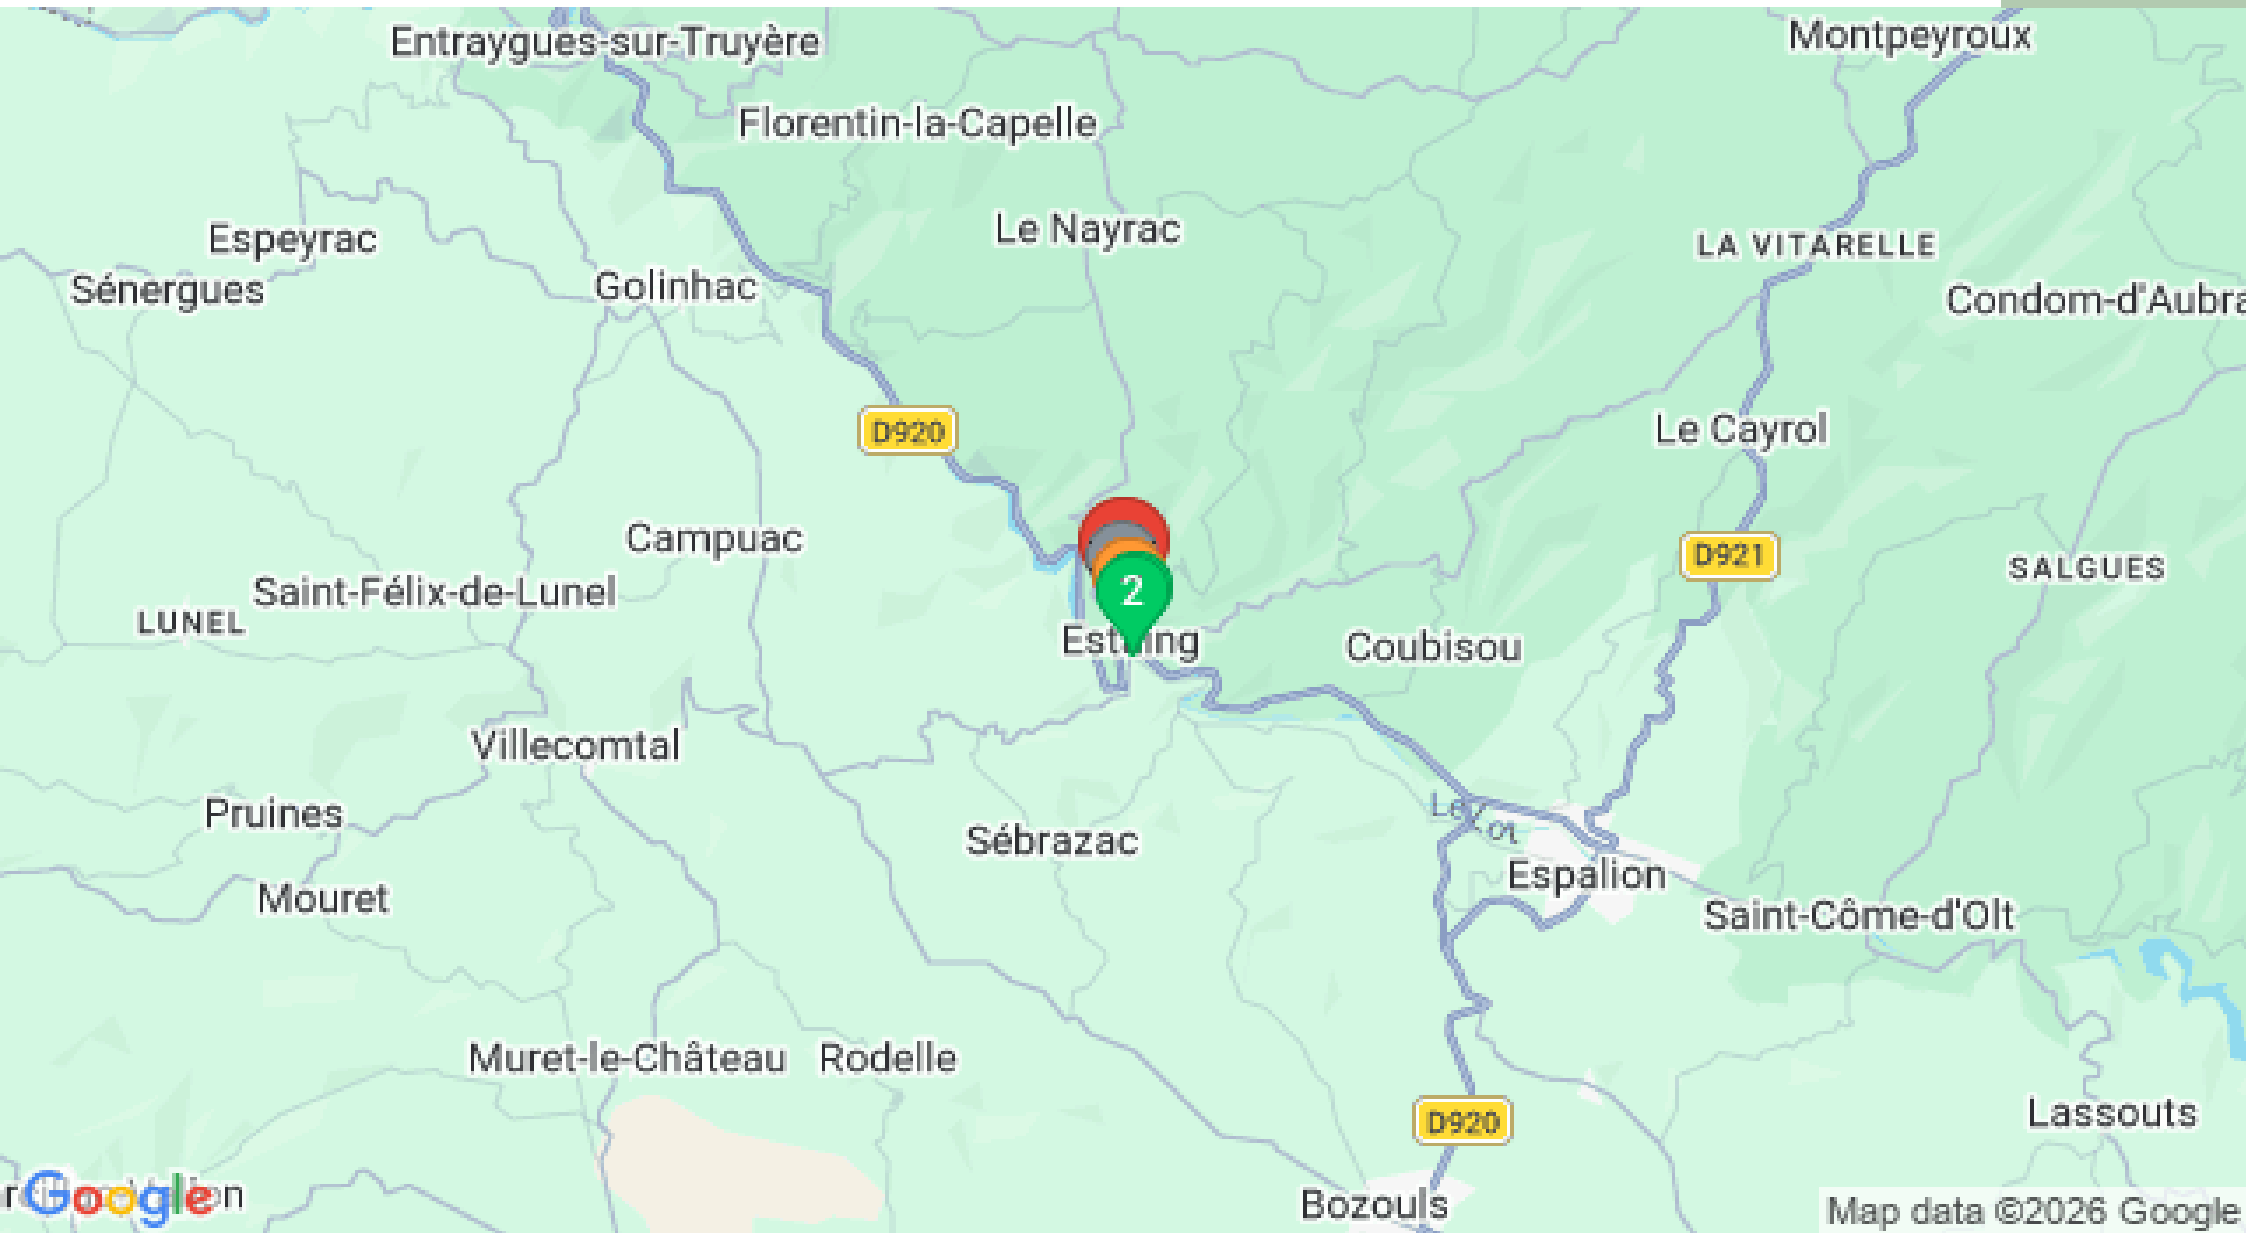 Entraygues-sur-Truyère
Montpeyroux
Florentin-la-Capelle
Le Nayrac
Espeyrac
LA VITARELLE
Sénergues
Golinhac
Condom-d'Aubra
D920
Le Cayrol
Campuac
D921
SALGUES
Saint-Félix-de-Lunel
2
LUNEL
Coubisou
Villecomtal
Pruines
Sébrazac
Espalion
Mouret
Saint-Côme-d'Olt
Muret-le-Château
Rodelle
Lassouts
D920
Google
Bozouls
Map data ©2026 Google